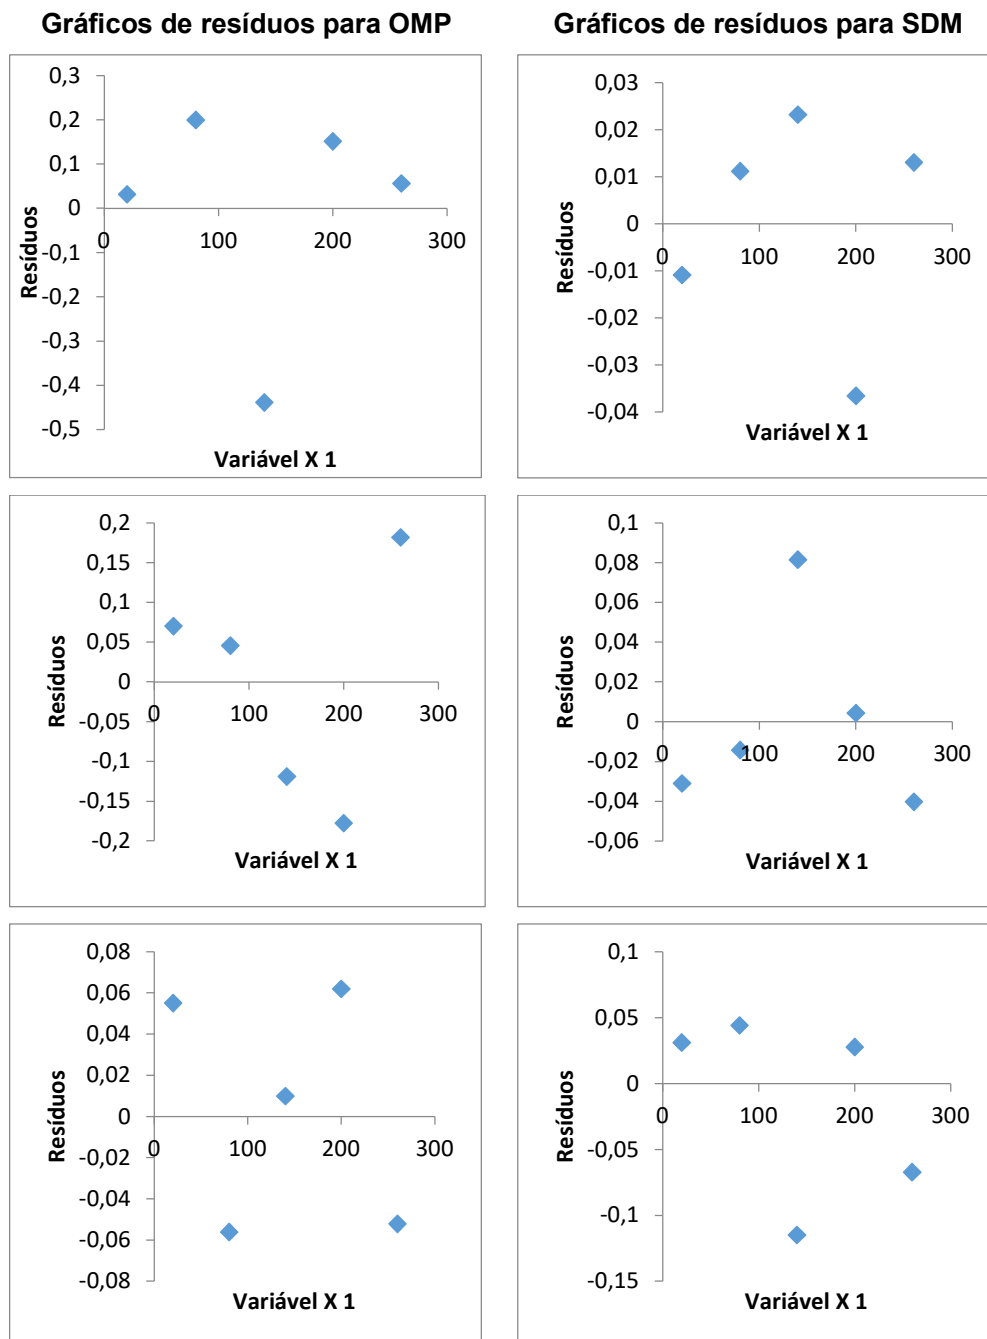 Gráficos de resíduos para OMP
Gráficos de resíduos para SDM
0,3
0,2
0,1
0
-0,1
-0,2
-0,3
-0,4
-0,5
0 100 200 300
Resíduos
Variável X 1
0,03
0,02
0,01
0
-0,01
-0,02
-0,03
-0,04
0 100 200 300
Resíduos
Variável X 1
0,2
0,15
0,1
0,05
0
-0,05
-0,1
-0,15
-0,2
0 100 200 300
Resíduos
Variável X 1
0,1
0,08
0,06
0,04
0,02
0
-0,02
-0,04
-0,06
0 100 200 300
Resíduos
Variável X 1
0,08
0,06
0,04
0,02
0
-0,02
-0,04
-0,06
-0,08
0 100 200 300
Resíduos
Variável X 1
0,1
0,05
0
-0,05
-0,1
-0,15
0 100 200 300
Resíduos
Variável X 1